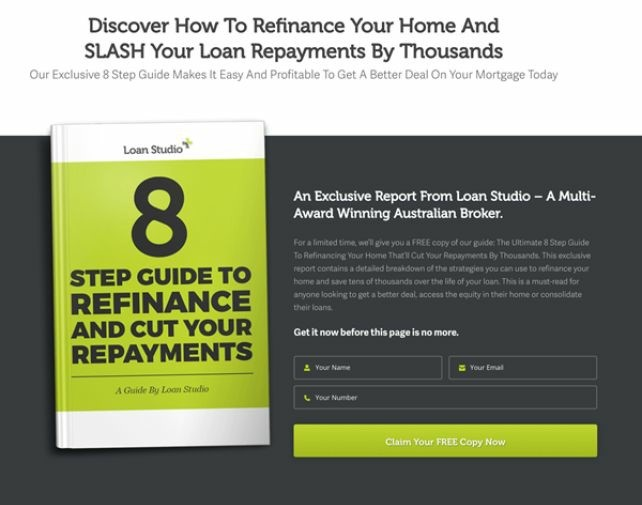 Discover How To Refinance Your Home And
SLASH Your Loan Repayments By Thousands
Our Exclusive 8 Step Guide Makes It Easy And Profitable To Get A Better Deal On Your Mortgage Today
Loan Studio
8
STEP GUIDE TO
REFINANCE
AND CUT YOUR
REPAYMENTS
A Guide By Loan Studio
An Exclusive Report From Loan Studio – A Multi-
Award Winning Australian Broker.
For a limited time, we'll give you a FREE copy of our guide: The Ultimate 8 Step Guide
To Refinancing Your Home That'll Cut Your Repayments By Thousands. This exclusive
report contains a detailed breakdown of the strategies you can use to refinance your
home and save tens of thousands over the life of your loan. This is a must-read for
anyone looking to get a better deal, access the equity in their home or consolidate
their loans.
Get it now before this page is no more.
Your Name
Your Email
Your Number
Claim Your FREE Copy Now